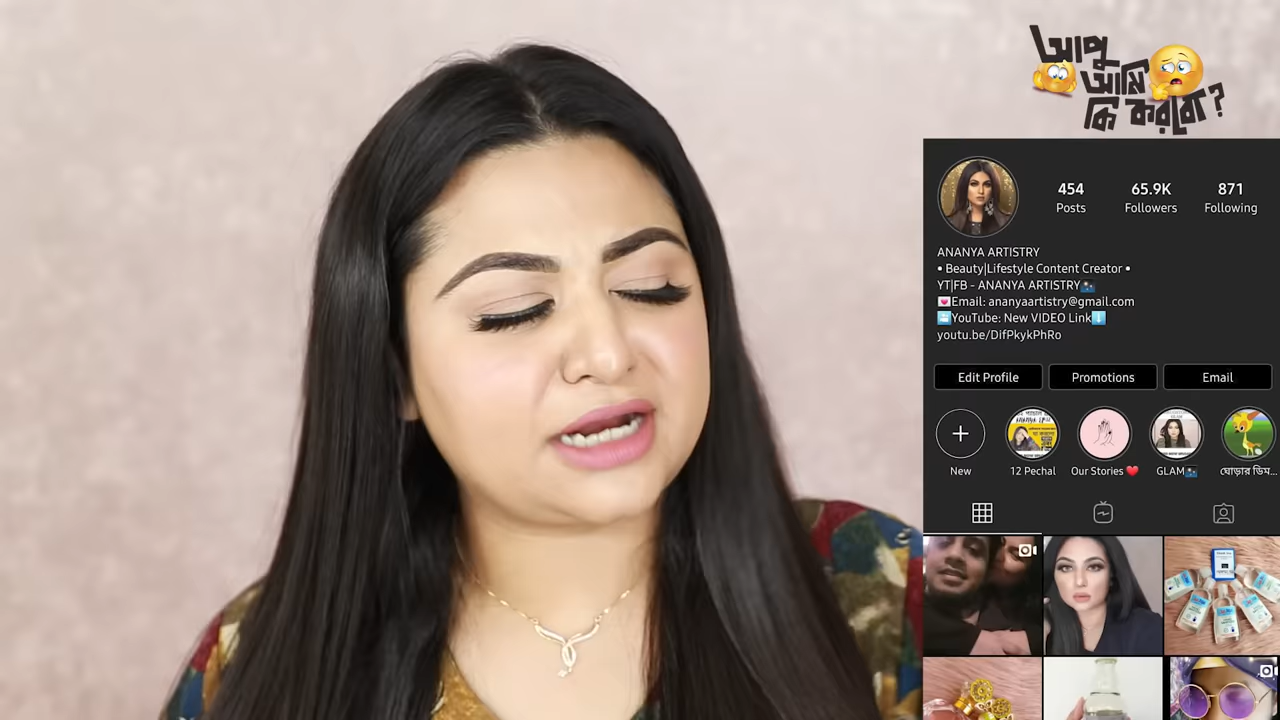 আপু
আমি
কি করবো?
454
Posts
65.9K
Followers
871
Following
ANANYA ARTISTRY
• Beauty|Lifestyle Content Creator •
YT|FB - ANANYA ARTISTRY
Email: ananyaartistry@gmail.com
YouTube: New VIDEO Link
youtu.be/DifPkykPhRo
Edit Profile
Promotions
Email
New
12 Pechal
Our Stories ❤️
GLAM
ঘোড়ার ডিম...